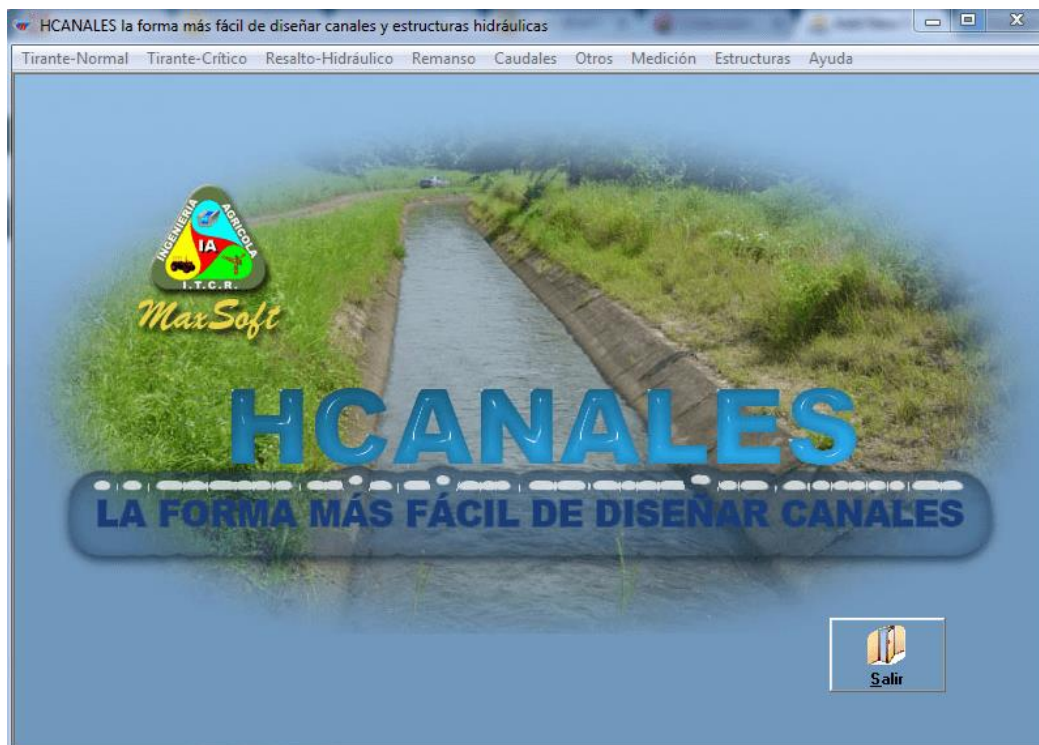 HCANALES la forma más fácil de diseñar canales y estructuras hidráulicas
Tirante-Normal Tirante-Crítico Resalto-Hidráulico Remanso Caudales Otros Medición Estructuras Ayuda
INGENIERIA AGRICOLA
IA
I.T.C.R.
MaxSoft
HCANALES
LA FORMA MÁS FÁCIL DE DISEÑAR CANALES
Salir